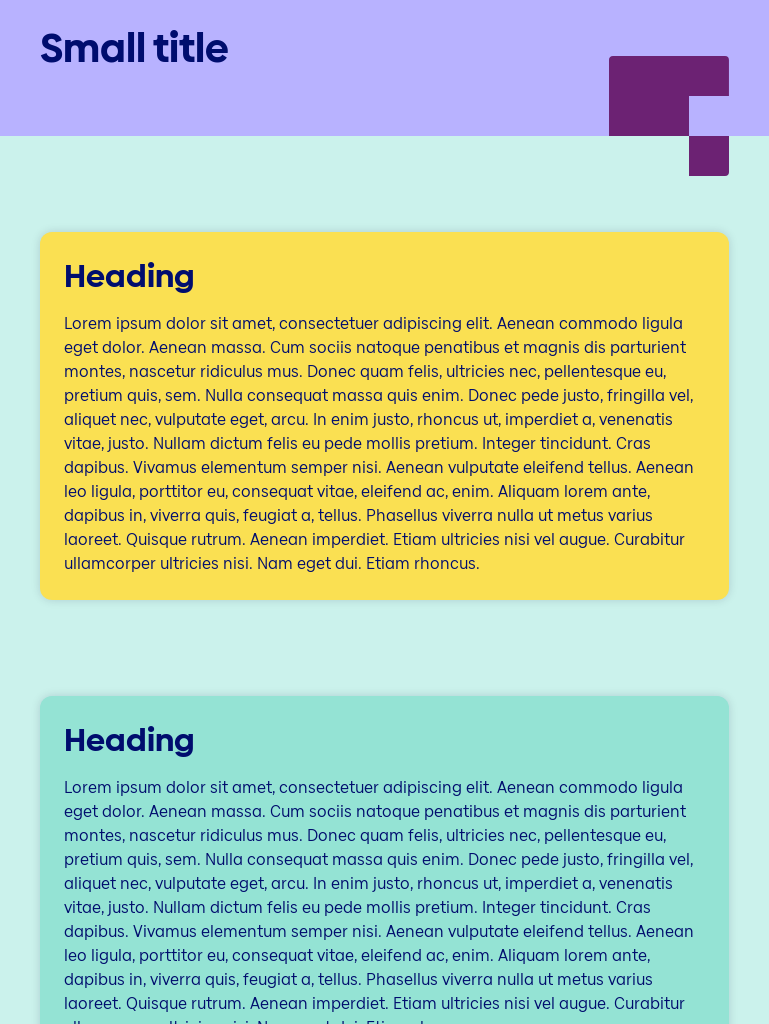 Small title
Heading
Lorem ipsum dolor sit amet, consectetuer adipiscing elit. Aenean commodo ligula
eget dolor. Aenean massa. Cum sociis natoque penatibus et magnis dis parturient
montes, nascetur ridiculus mus. Donec quam felis, ultricies nec, pellentesque eu,
pretium quis, sem. Nulla consequat massa quis enim. Donec pede justo, fringilla vel,
aliquet nec, vulputate eget, arcu. In enim justo, rhoncus ut, imperdiet a, venenatis
vitae, justo. Nullam dictum felis eu pede mollis pretium. Integer tincidunt. Cras
dapibus. Vivamus elementum semper nisi. Aenean vulputate eleifend tellus. Aenean
leo ligula, porttitor eu, consequat vitae, eleifend ac, enim. Aliquam lorem ante,
dapibus in, viverra quis, feugiat a, tellus. Phasellus viverra nulla ut metus varius
laoreet. Quisque rutrum. Aenean imperdiet. Etiam ultricies nisi vel augue. Curabitur
ullamcorper ultricies nisi. Nam eget dui. Etiam rhoncus.
Heading
Lorem ipsum dolor sit amet, consectetuer adipiscing elit. Aenean commodo ligula
eget dolor. Aenean massa. Cum sociis natoque penatibus et magnis dis parturient
montes, nascetur ridiculus mus. Donec quam felis, ultricies nec, pellentesque eu,
pretium quis, sem. Nulla consequat massa quis enim. Donec pede justo, fringilla vel,
aliquet nec, vulputate eget, arcu. In enim justo, rhoncus ut, imperdiet a, venenatis
vitae, justo. Nullam dictum felis eu pede mollis pretium. Integer tincidunt. Cras
dapibus. Vivamus elementum semper nisi. Aenean vulputate eleifend tellus. Aenean
leo ligula, porttitor eu, consequat vitae, eleifend ac, enim. Aliquam lorem ante,
dapibus in, viverra quis, feugiat a, tellus. Phasellus viverra nulla ut metus varius
laoreet. Quisque rutrum. Aenean imperdiet. Etiam ultricies nisi vel augue. Curabitur